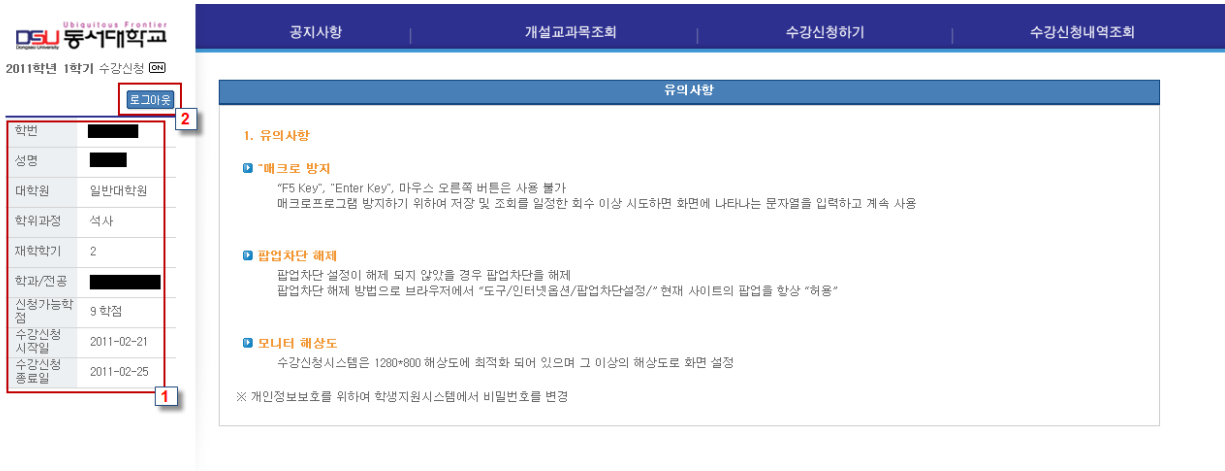 Ubiquitous Frontier
DSU 동서대학교
Dongseo University
공지사항
개설교과목조회
수강신청하기
수강신청내역조회
2011학년 1학기 수강신청 ON
로그아웃
2
학번
성명
대학원 일반대학원
학위과정 석사
재학학기 2
학과/전공
신청가능학
점
9 학점
수강신청
시작일
2011-02-21
수강신청
종료일
2011-02-25
1
유의사항
1. 유의사항
"매크로 방지
"F5 Key", "Enter Key", 마우스 오른쪽 버튼은 사용 불가
매크로프로그램 방지하기 위하여 저장 및 조회를 일정한 회수 이상 시도하면 화면에 나타나는 문자열을 입력하고 계속 사용
팝업차단 해제
팝업차단 설정이 해제 되지 않았을 경우 팝업차단을 해제
팝업차단 해제 방법으로 브라우저에서 "도구/인터넷옵션/팝업차단설정/" 현재 사이트의 팝업을 항상 "허용"
모니터 해상도
수강신청시스템은 1280*800 해상도에 최적화 되어 있으며 그 이상의 해상도로 화면 설정
※ 개인정보보호를 위하여 학생지원시스템에서 비밀번호를 변경